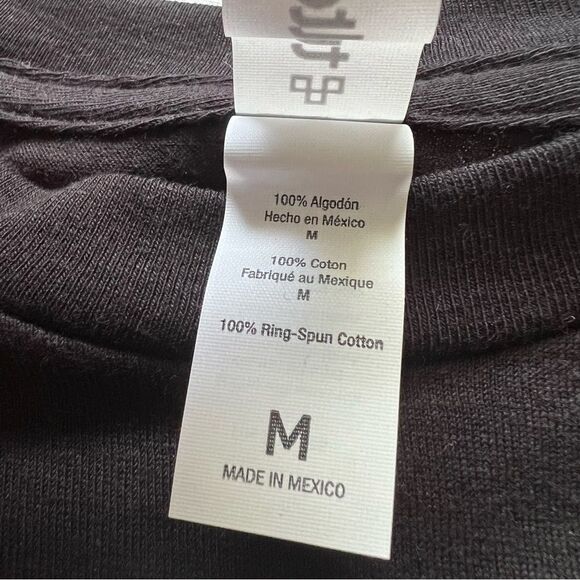 100% Algodón
Hecho en México
M
100% Coton
Fabriqué au Mexique
M
100% Ring-Spun Cotton
M
MADE IN MEXICO